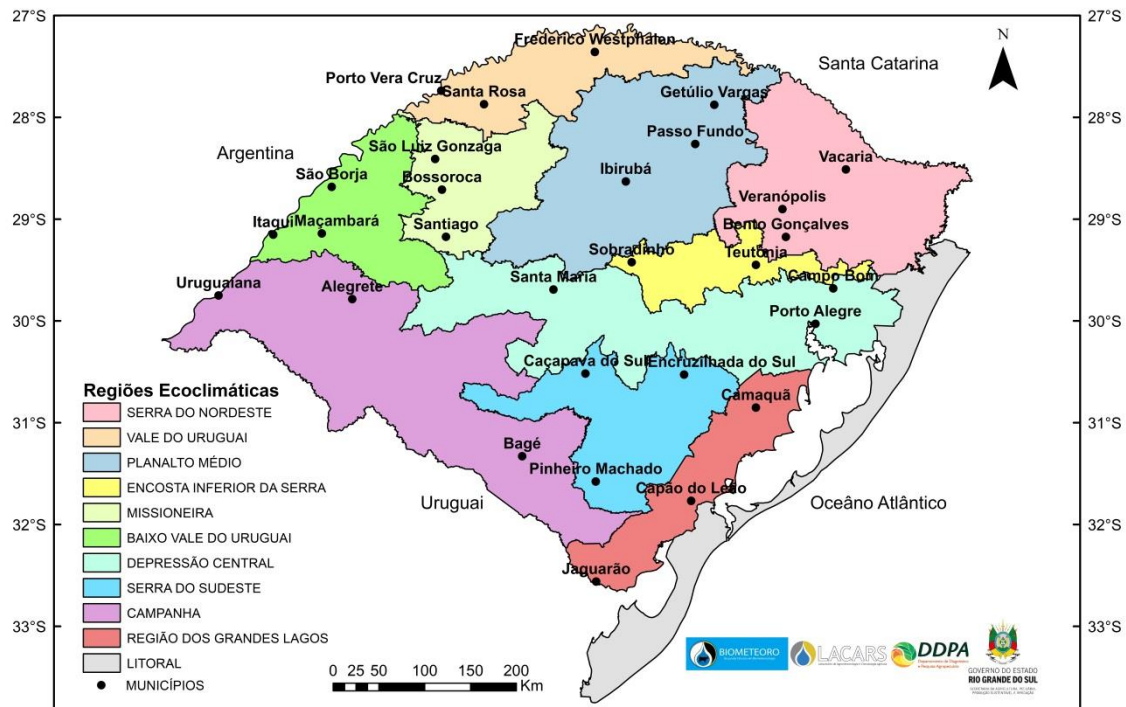 27°S
27°S
Frederico Westphalen
Santa Catarina
N
Porto Vera Cruz
Santa Rosa
Getúlio Vargas
28°S
28°S
Passo Fundo
Argentina
São Luiz Gonzaga
Vacaria
São Borja
Bossoroca
Ibirubá
Veranópolis
29°S
29°S
Itaqui
Maçambará
Santiago
Bento Gonçalves
Sobradinho
Teutônia
Uruguaiana
Alegrete
Santa Maria
Campo Bom
30°S
30°S
Porto Alegre
Caçapava do Sul
Encruzilhada do Sul
Regiões Ecoclimáticas
SERRA DO NORDESTE
Camaquã
31°S
31°S
VALE DO URUGUAI
Bagé
PLANALTO MÉDIO
Pinheiro Machado
ENCOSTA INFERIOR DA SERRA
Capão do Leão
Uruguai
Oceâno Atlântico
MISSIONEIRA
32°S
32°S
BAIXO VALE DO URUGUAI
DEPRESSÃO CENTRAL
Jaguarão
SERRA DO SUDESTE
CAMPANHA
33°S
33°S
REGIÃO DOS GRANDES LAGOS
LITORAL
MUNICÍPIOS
0 25 50 100 150 200
Km
BIOMETEORO
LACARS
DDPA
GOVERNO DO ESTADO
RIO GRANDE DO SUL